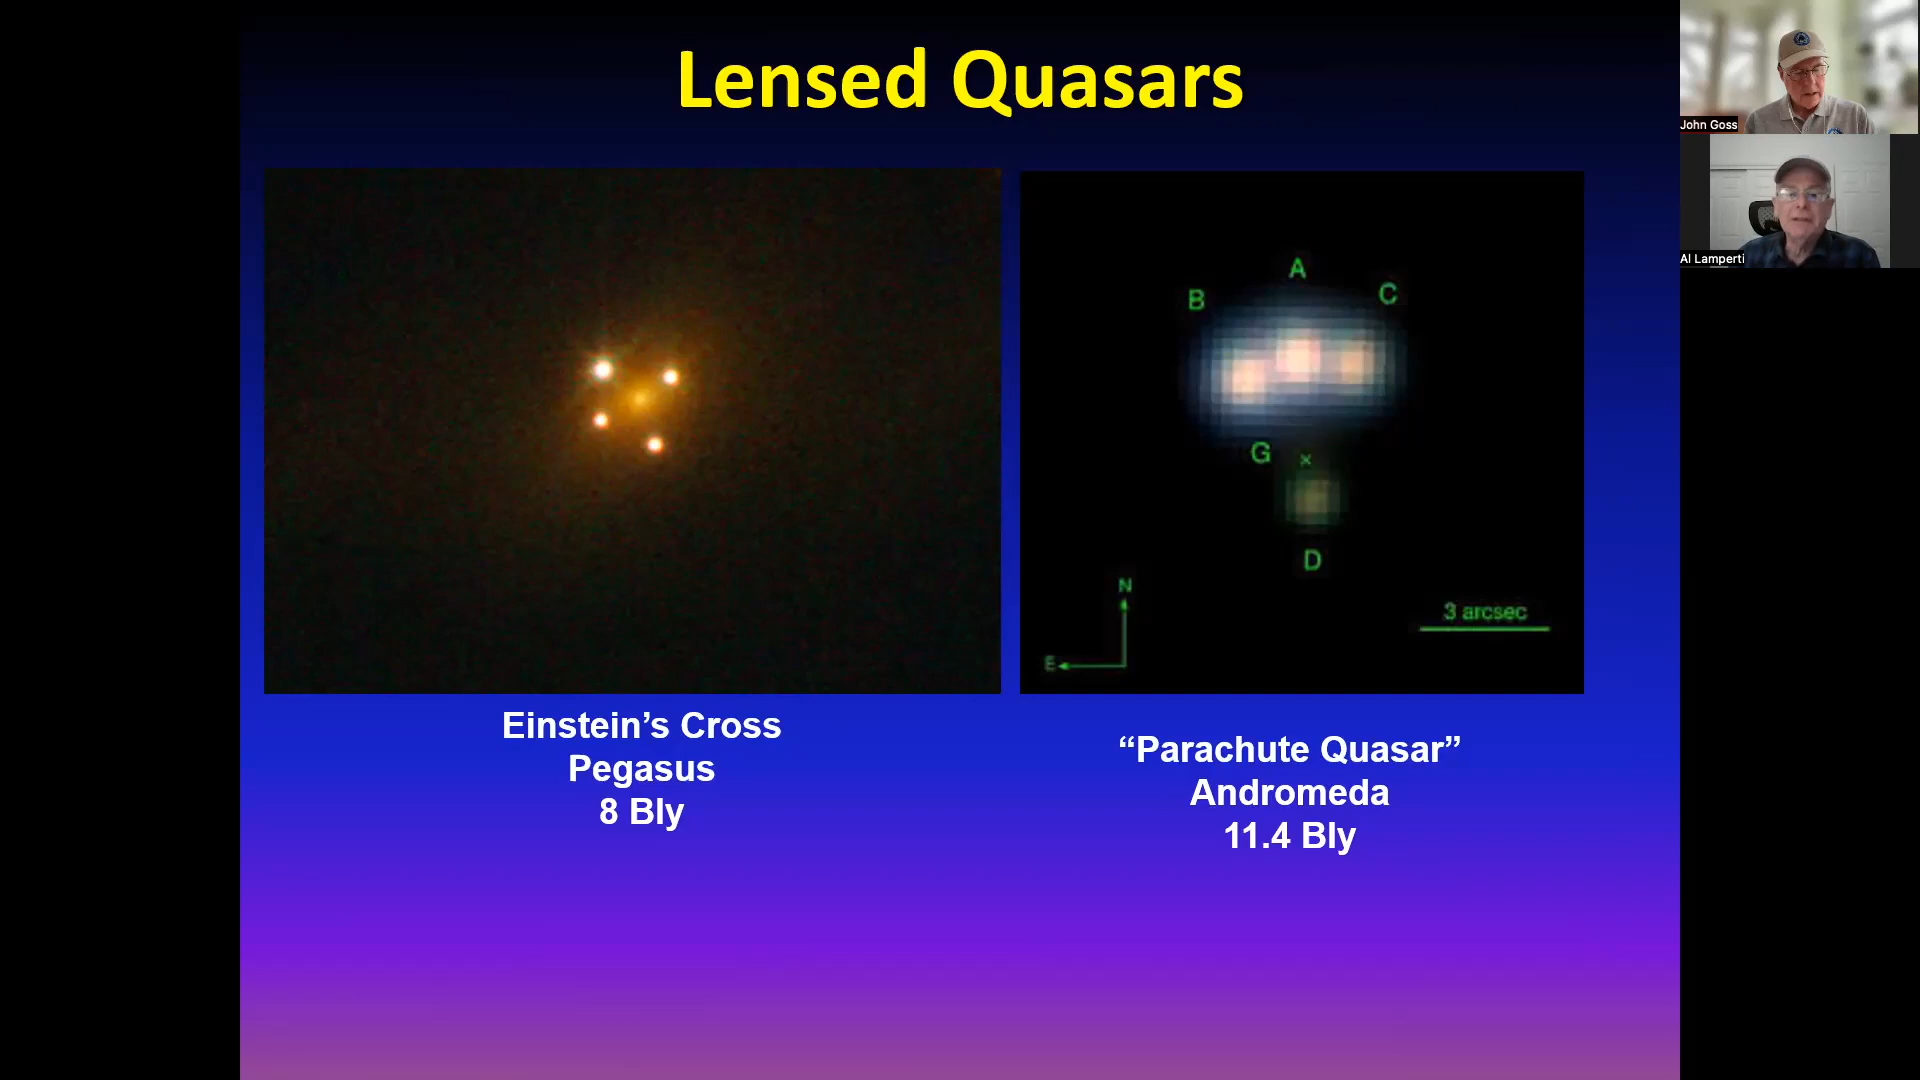 Lensed Quasars
John Goss
Al Lamperti
A
B
C
G
×
D
N
E
3 arcsec
Einstein’s Cross
Pegasus
8 Bly
“Parachute Quasar”
Andromeda
11.4 Bly